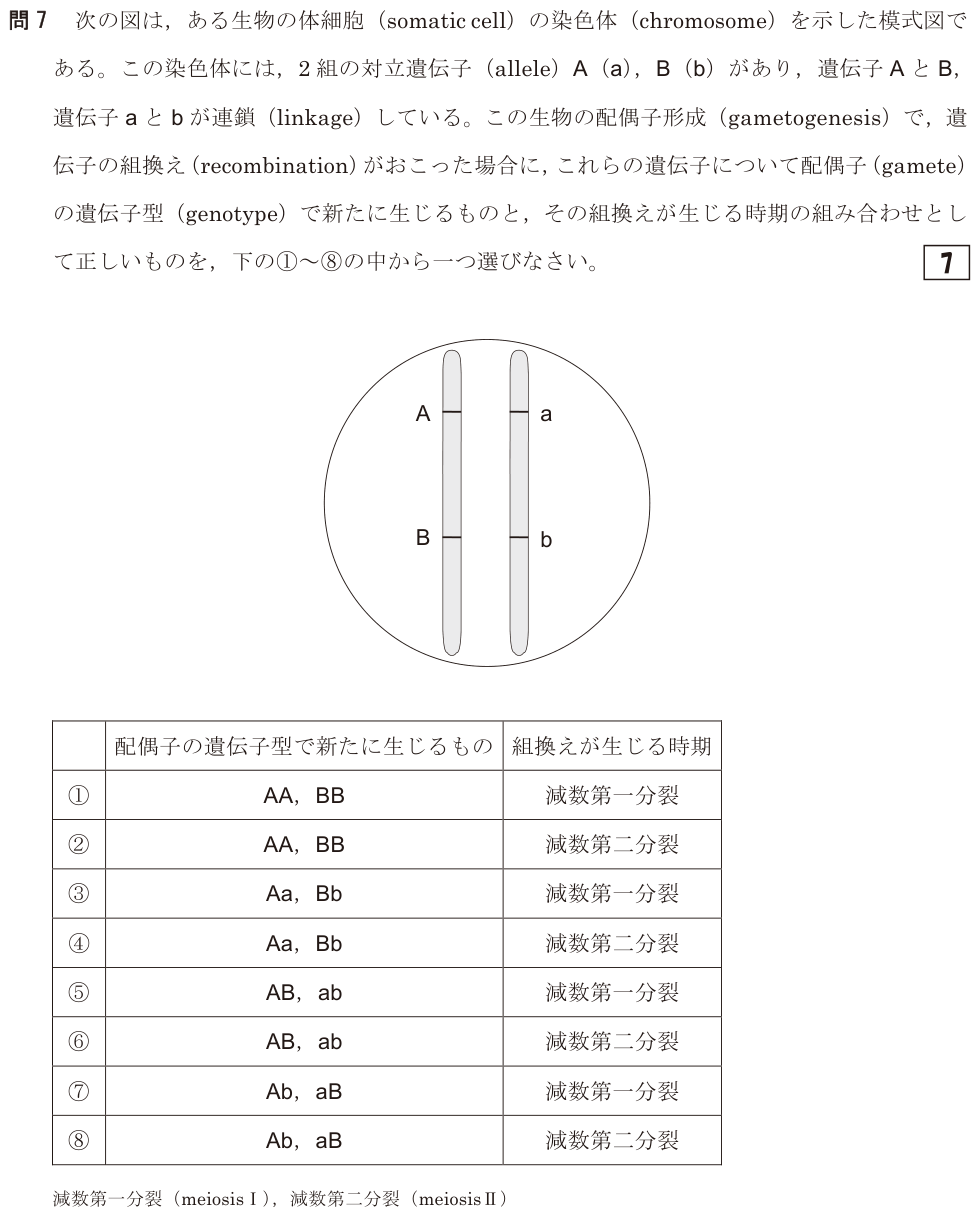 問7 次の図は,ある生物の体細胞(somatic cell)の染色体(chromosome)を示した模式図で
ある。この染色体には,2組の対立遺伝子(allele)A(a),B(b)があり,遺伝子AとB,
遺伝子aとbが連鎖(linkage)している。この生物の配偶子形成(gametogenesis)で,遺
伝子の組換え(recombination)がおこった場合に,これらの遺伝子について配偶子(gamete)
の遺伝子型(genotype)で新たに生じるものと,その組換えが生じる時期の組み合わせとし
て正しいものを,下の①~⑧の中から一つ選びなさい。 7
A a
B b
配偶子の遺伝子型で新たに生じるもの 組換えが生じる時期
① AA,BB 減数第一分裂
② AA,BB 減数第二分裂
③ Aa,Bb 減数第一分裂
④ Aa,Bb 減数第二分裂
⑤ AB,ab 減数第一分裂
⑥ AB,ab 減数第二分裂
⑦ Ab,aB 減数第一分裂
⑧ Ab,aB 減数第二分裂
減数第一分裂(meiosisⅠ),減数第二分裂(meiosisⅡ)